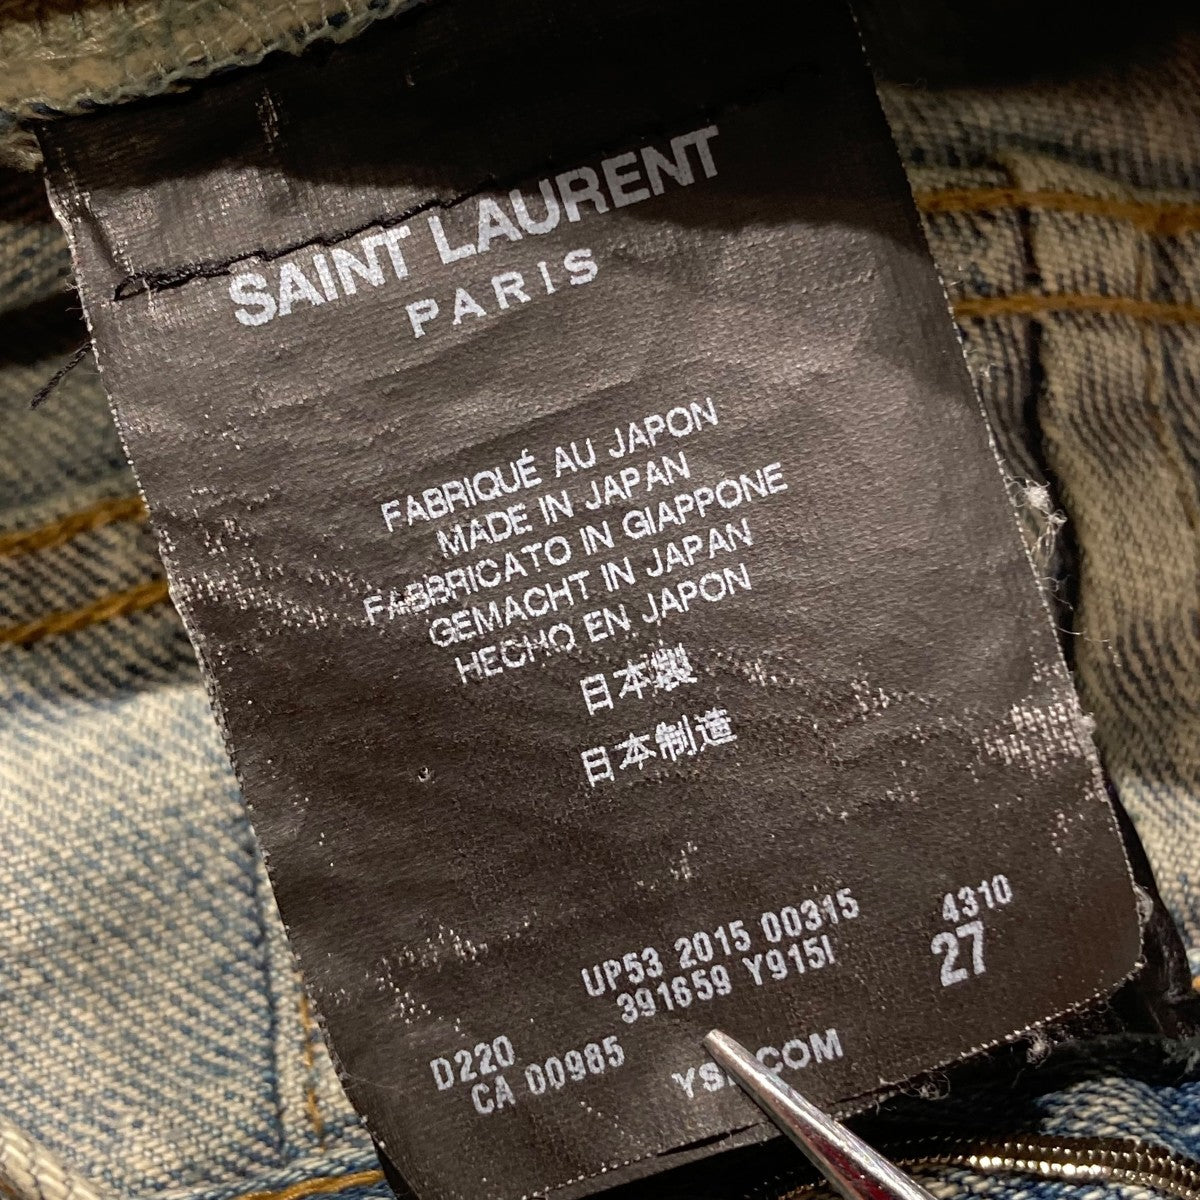 SAINT LAURENT
PARIS
FABRIQUÉ AU JAPON
MADE IN JAPAN
FABBRICATO IN GIAPPONE
GEMACHT IN JAPAN
HECHO EN JAPON
日本製
日本制造
UP53 2015 00315 4310
391659 Y915I 27
D220
CA 00985
.COM